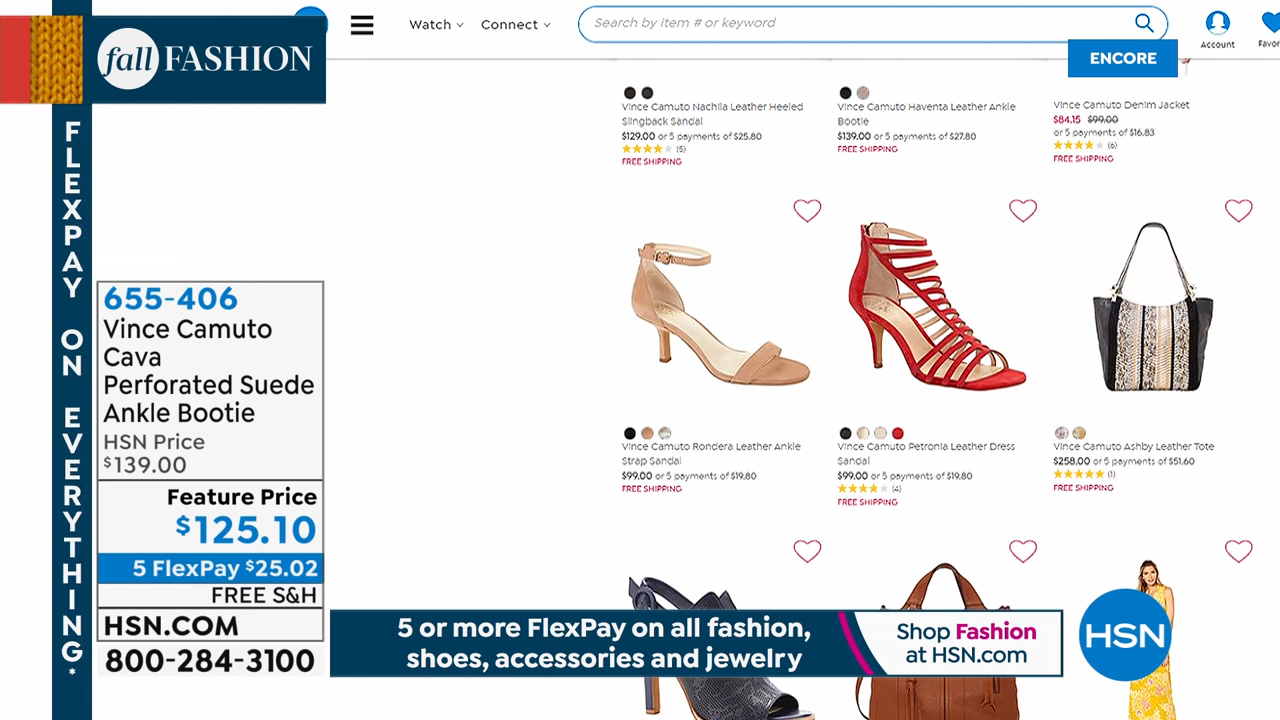 fall FASHION
FLEXPAY ON EVERYTHING*
Watch
Connect
Search by item # or keyword
Account
ENCORE
Vince Camuto Nachila Leather Heeled
Slingback Sandal
$129.00 or 5 payments of $25.80
(5)
FREE SHIPPING
Vince Camuto Haventa Leather Ankle
Bootie
$139.00 or 5 payments of $27.80
FREE SHIPPING
Vince Camuto Denim Jacket
$84.15 $99.00
or 5 payments of $16.83
(6)
FREE SHIPPING
655-406
Vince Camuto
Cava
Perforated Suede
Ankle Bootie
HSN Price
$139.00
Feature Price
$125.10
5 FlexPay $25.02
FREE S&H
HSN.COM
800-284-3100
Vince Camuto Rondera Leather Ankle
Strap Sandal
$99.00 or 5 payments of $19.80
FREE SHIPPING
Vince Camuto Petronia Leather Dress
Sandal
$99.00 or 5 payments of $19.80
(4)
FREE SHIPPING
Vince Camuto Ashby Leather Tote
$258.00 or 5 payments of $51.60
(1)
FREE SHIPPING
5 or more FlexPay on all fashion,
shoes, accessories and jewelry
Shop Fashion
at HSN.com
HSN